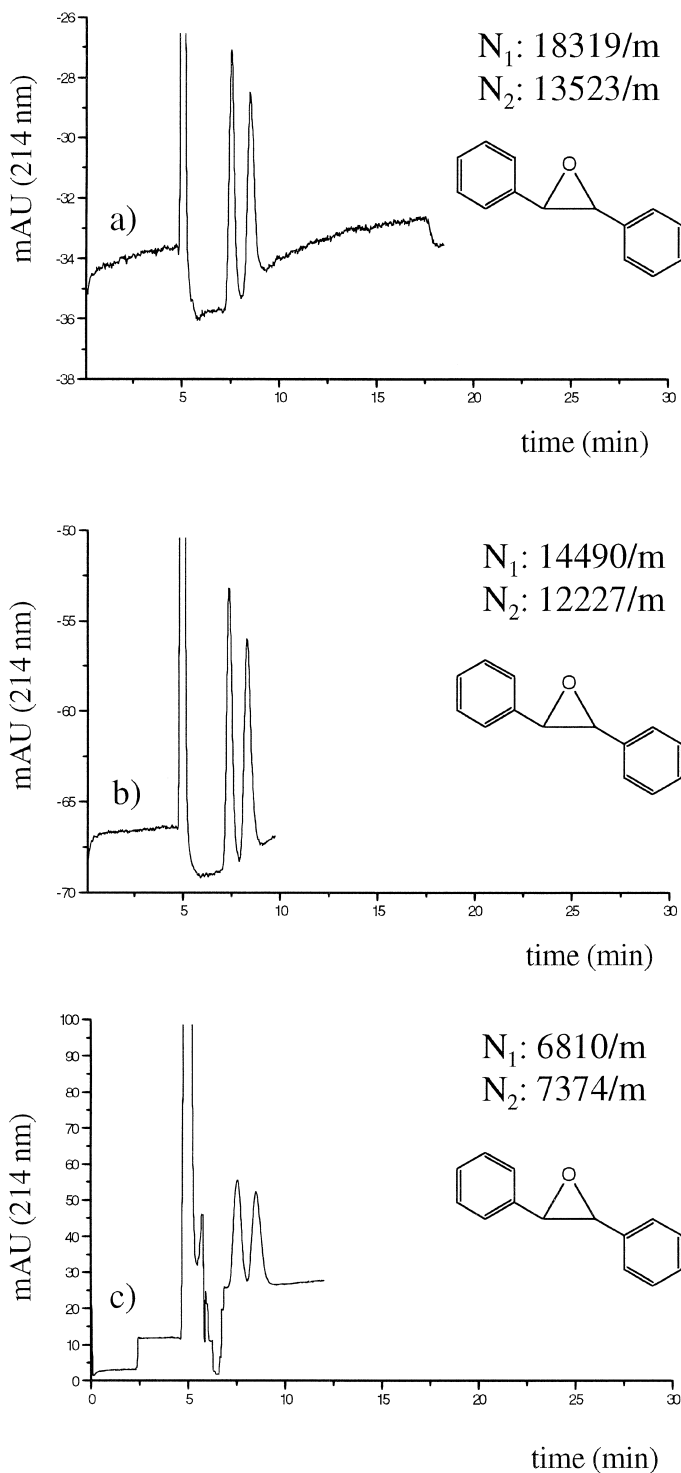 -26
-28
-30
-32
-34
-36
-38
mAU (214 nm)
a)
N₁: 18319/m
N₂: 13523/m
O
5
10
15
20
25
30
time (min)
-50
-55
-60
-65
-70
mAU (214 nm)
b)
N₁: 14490/m
N₂: 12227/m
O
5
10
15
20
25
30
time (min)
100
90
80
70
60
50
40
30
20
10
0
mAU (214 nm)
c)
N₁: 6810/m
N₂: 7374/m
O
0
5
10
15
20
25
30
time (min)